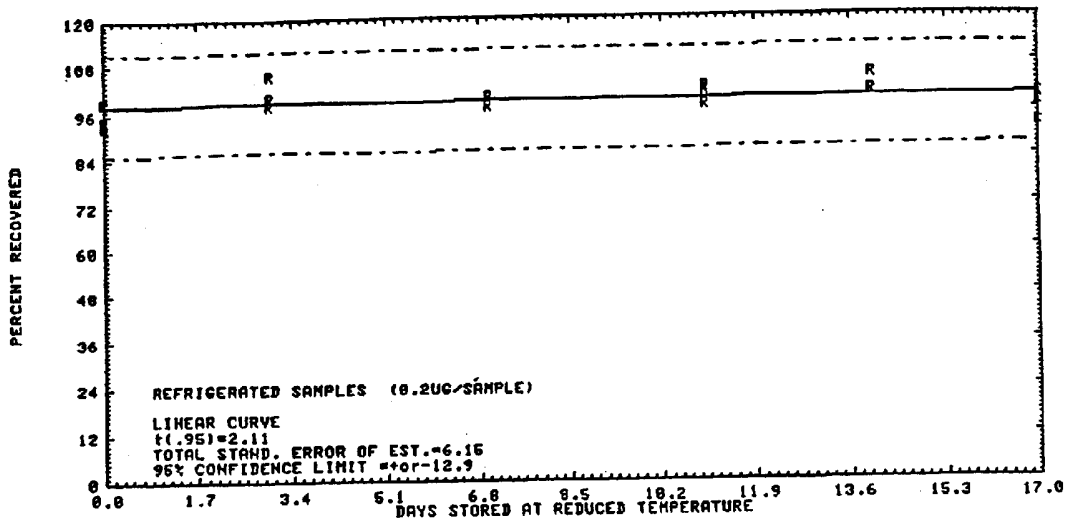 120
108
96
84
72
60
48
36
24
12
0
PERCENT RECOVERED
R
R
R
R
R
R
R
R
R
REFRIGERATED SAMPLES (0.2UG/SAMPLE)
LINEAR CURVE
t(.95)=2.11
TOTAL STAND. ERROR OF EST.=6.15
95% CONFIDENCE LIMIT =+or-12.9
0.0 1.7 3.4 5.1 6.8 8.5 10.2 11.9 13.6 15.3 17.0
DAYS STORED AT REDUCED TEMPERATURE